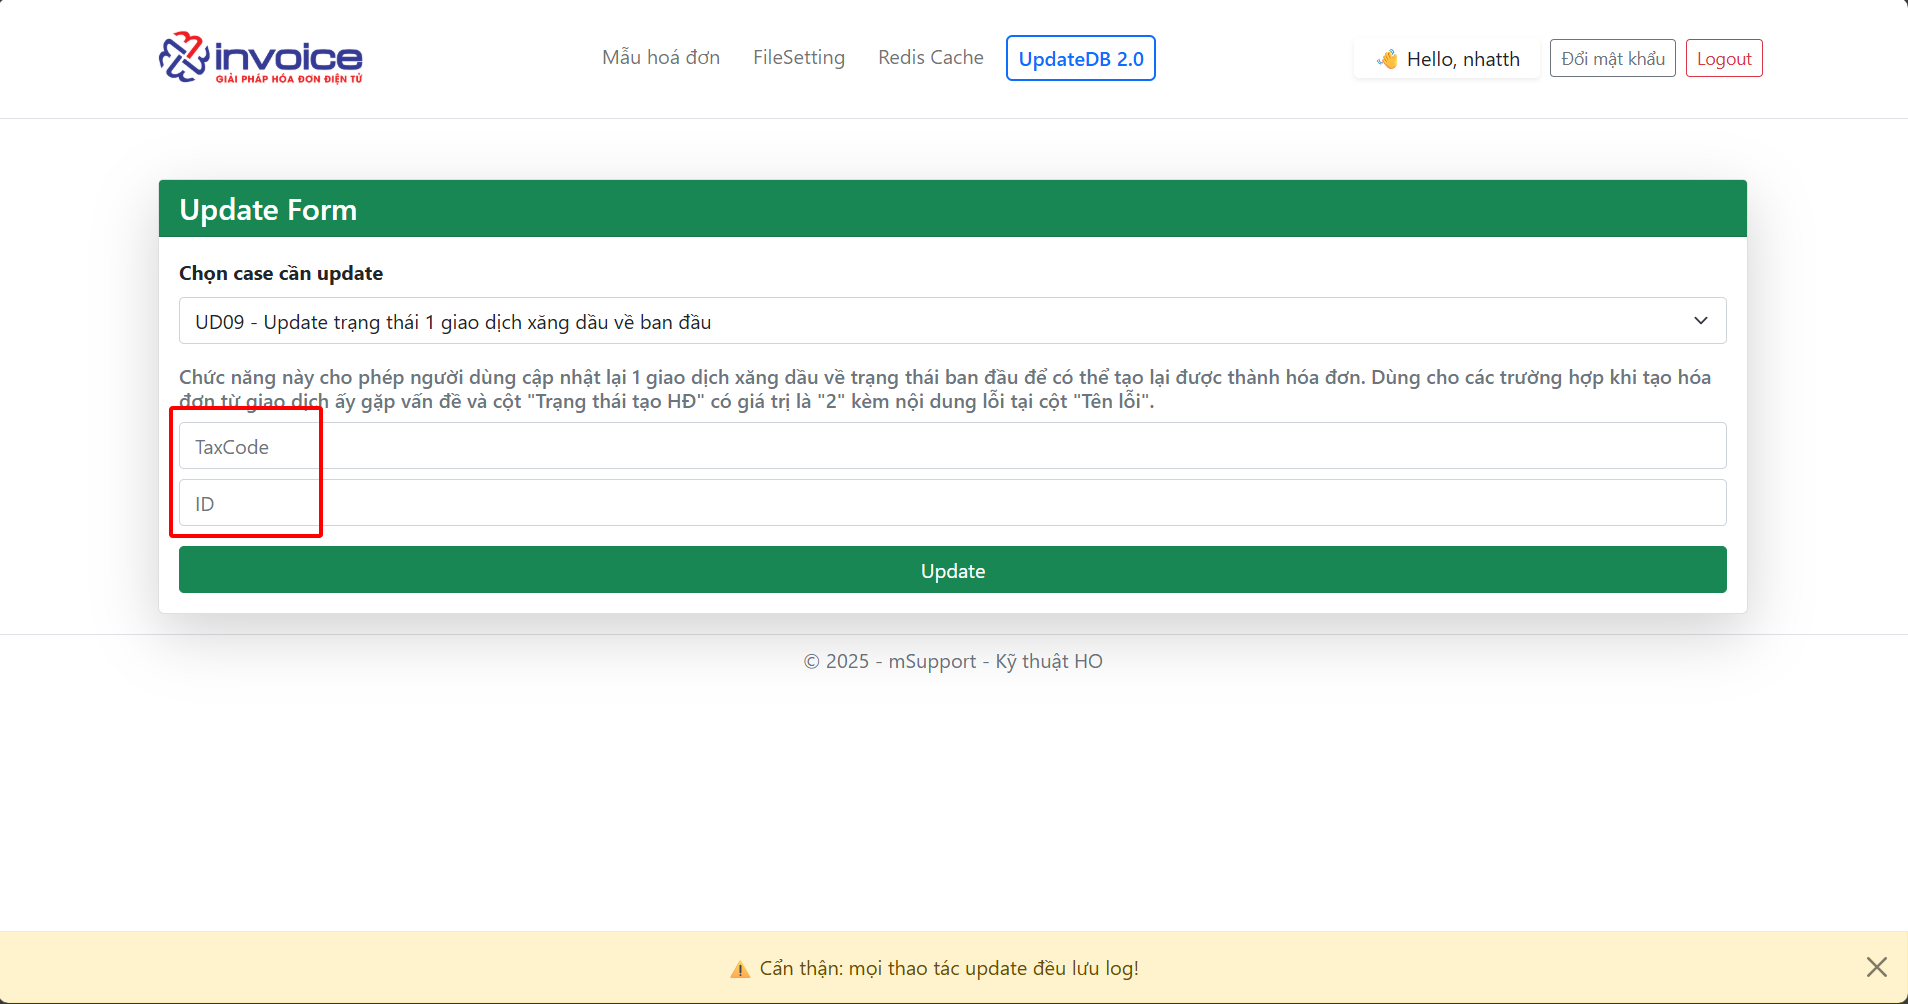 invoice
GIẢI PHÁP HÓA ĐƠN ĐIỆN TỬ
Mẫu hoá đơn
FileSetting
Redis Cache
UpdateDB 2.0
Hello, nhatth
Đổi mật khẩu
Logout
Update Form
Chọn case cần update
UD09 - Update trạng thái 1 giao dịch xăng dầu về ban đầu
Chức năng này cho phép người dùng cập nhật lại 1 giao dịch xăng dầu về trạng thái ban đầu để có thể tạo lại được thành hóa đơn. Dùng cho các trường hợp khi tạo hóa
đơn từ giao dịch ấy gặp vấn đề và cột "Trạng thái tạo HĐ" có giá trị là "2" kèm nội dung lỗi tại cột "Tên lỗi".
TaxCode
ID
Update
© 2025 - mSupport - Kỹ thuật HO
Cẩn thận: mọi thao tác update đều lưu log!